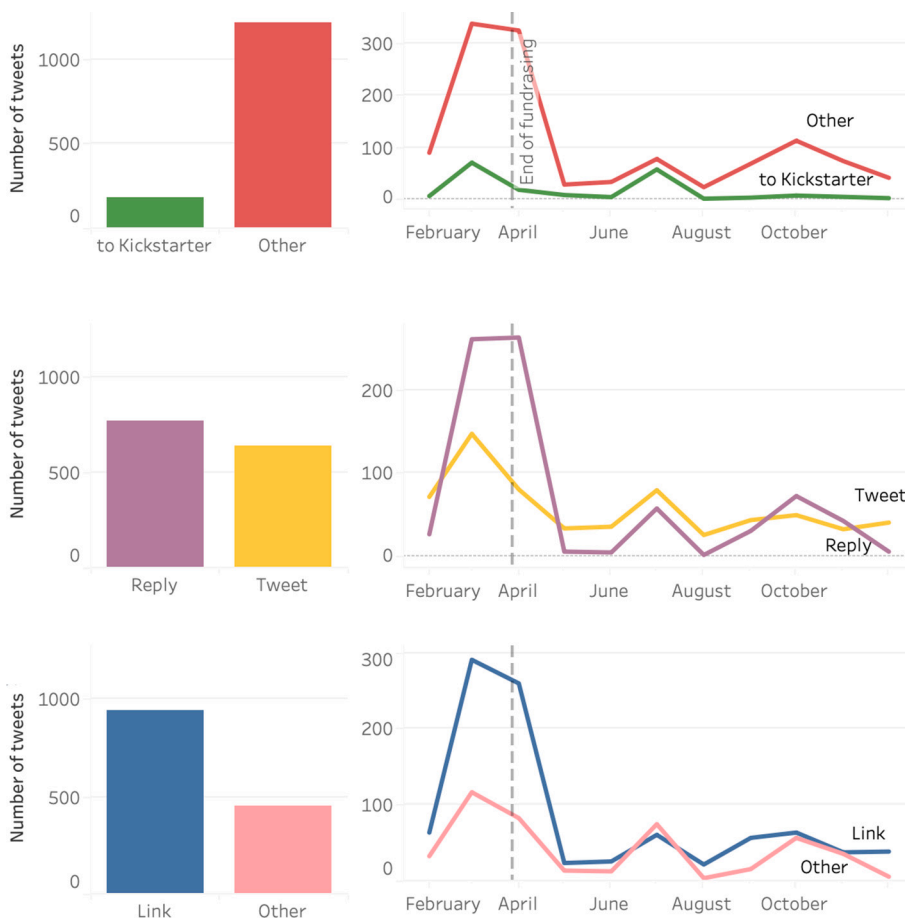 Number of tweets
1000
500
0
to Kickstarter Other
300
200
100
0
End of fundrasing
Other
to Kickstarter
February April June August October
Number of tweets
1000
500
0
Reply Tweet
200
100
0
Tweet
Reply
February April June August October
Number of tweets
1000
500
0
Link Other
300
200
100
0
Link
Other
February April June August October